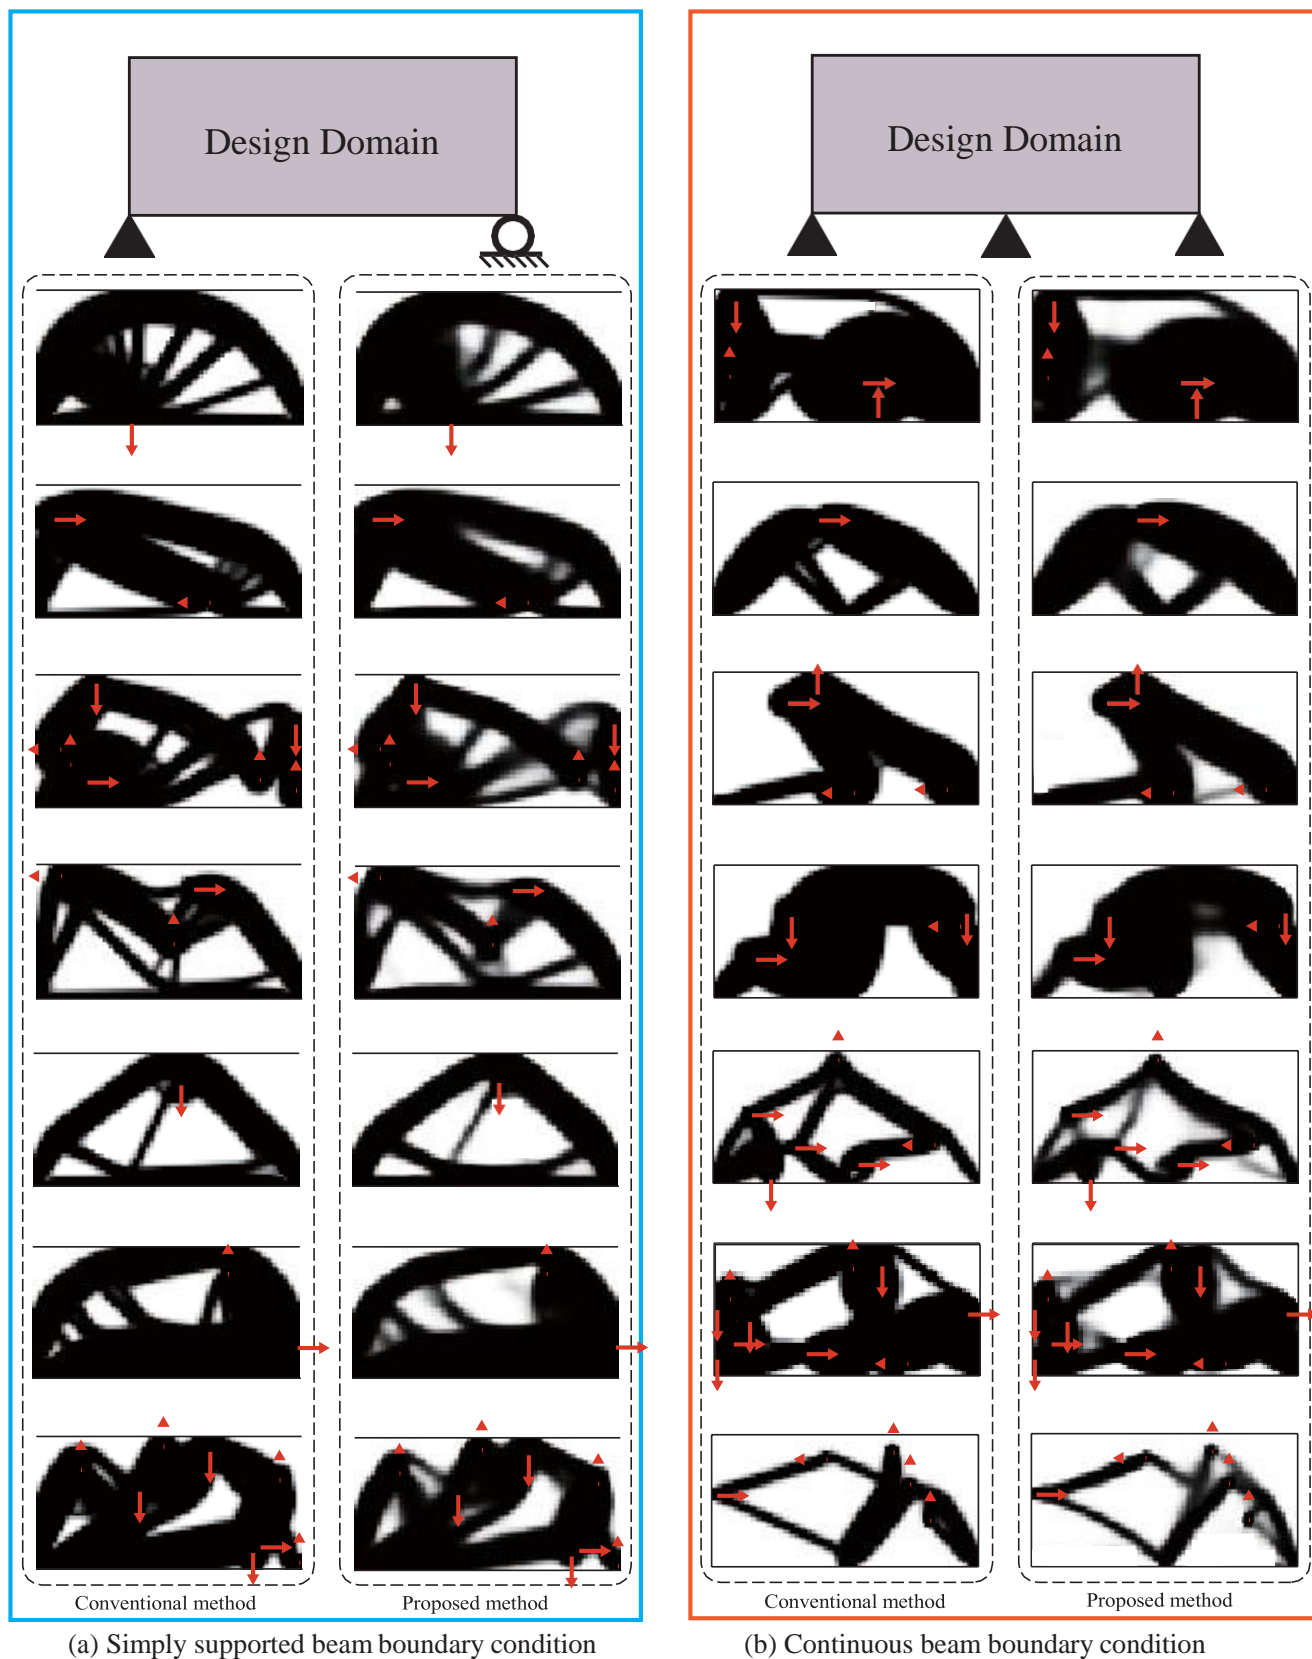 Design Domain
Conventional method
Proposed method
(a) Simply supported beam boundary condition
Design Domain
Conventional method
Proposed method
(b) Continuous beam boundary condition